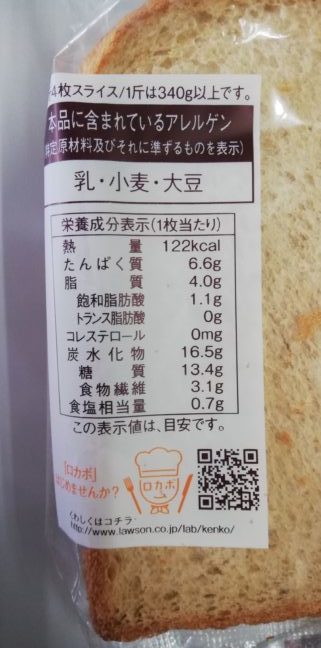 4枚スライス/1斤は340g以上です。
本品に含まれているアレルゲン
特定原材料及びそれに準ずるものを表示)
乳・小麦・大豆
栄養成分表示(1枚当たり)
熱量 122kcal
たんぱく質 6.6g
脂質 4.0g
飽和脂肪酸 1.1g
トランス脂肪酸 0g
コレステロール 0mg
炭水化物 16.5g
糖質 13.4g
食物繊維 3.1g
食塩相当量 0.7g
この表示値は、目安です。
「ロカボ」
はじめませんか?
ロカボ
くわしくはコチラ
http://www.lawson.co.jp/lab/kenko/